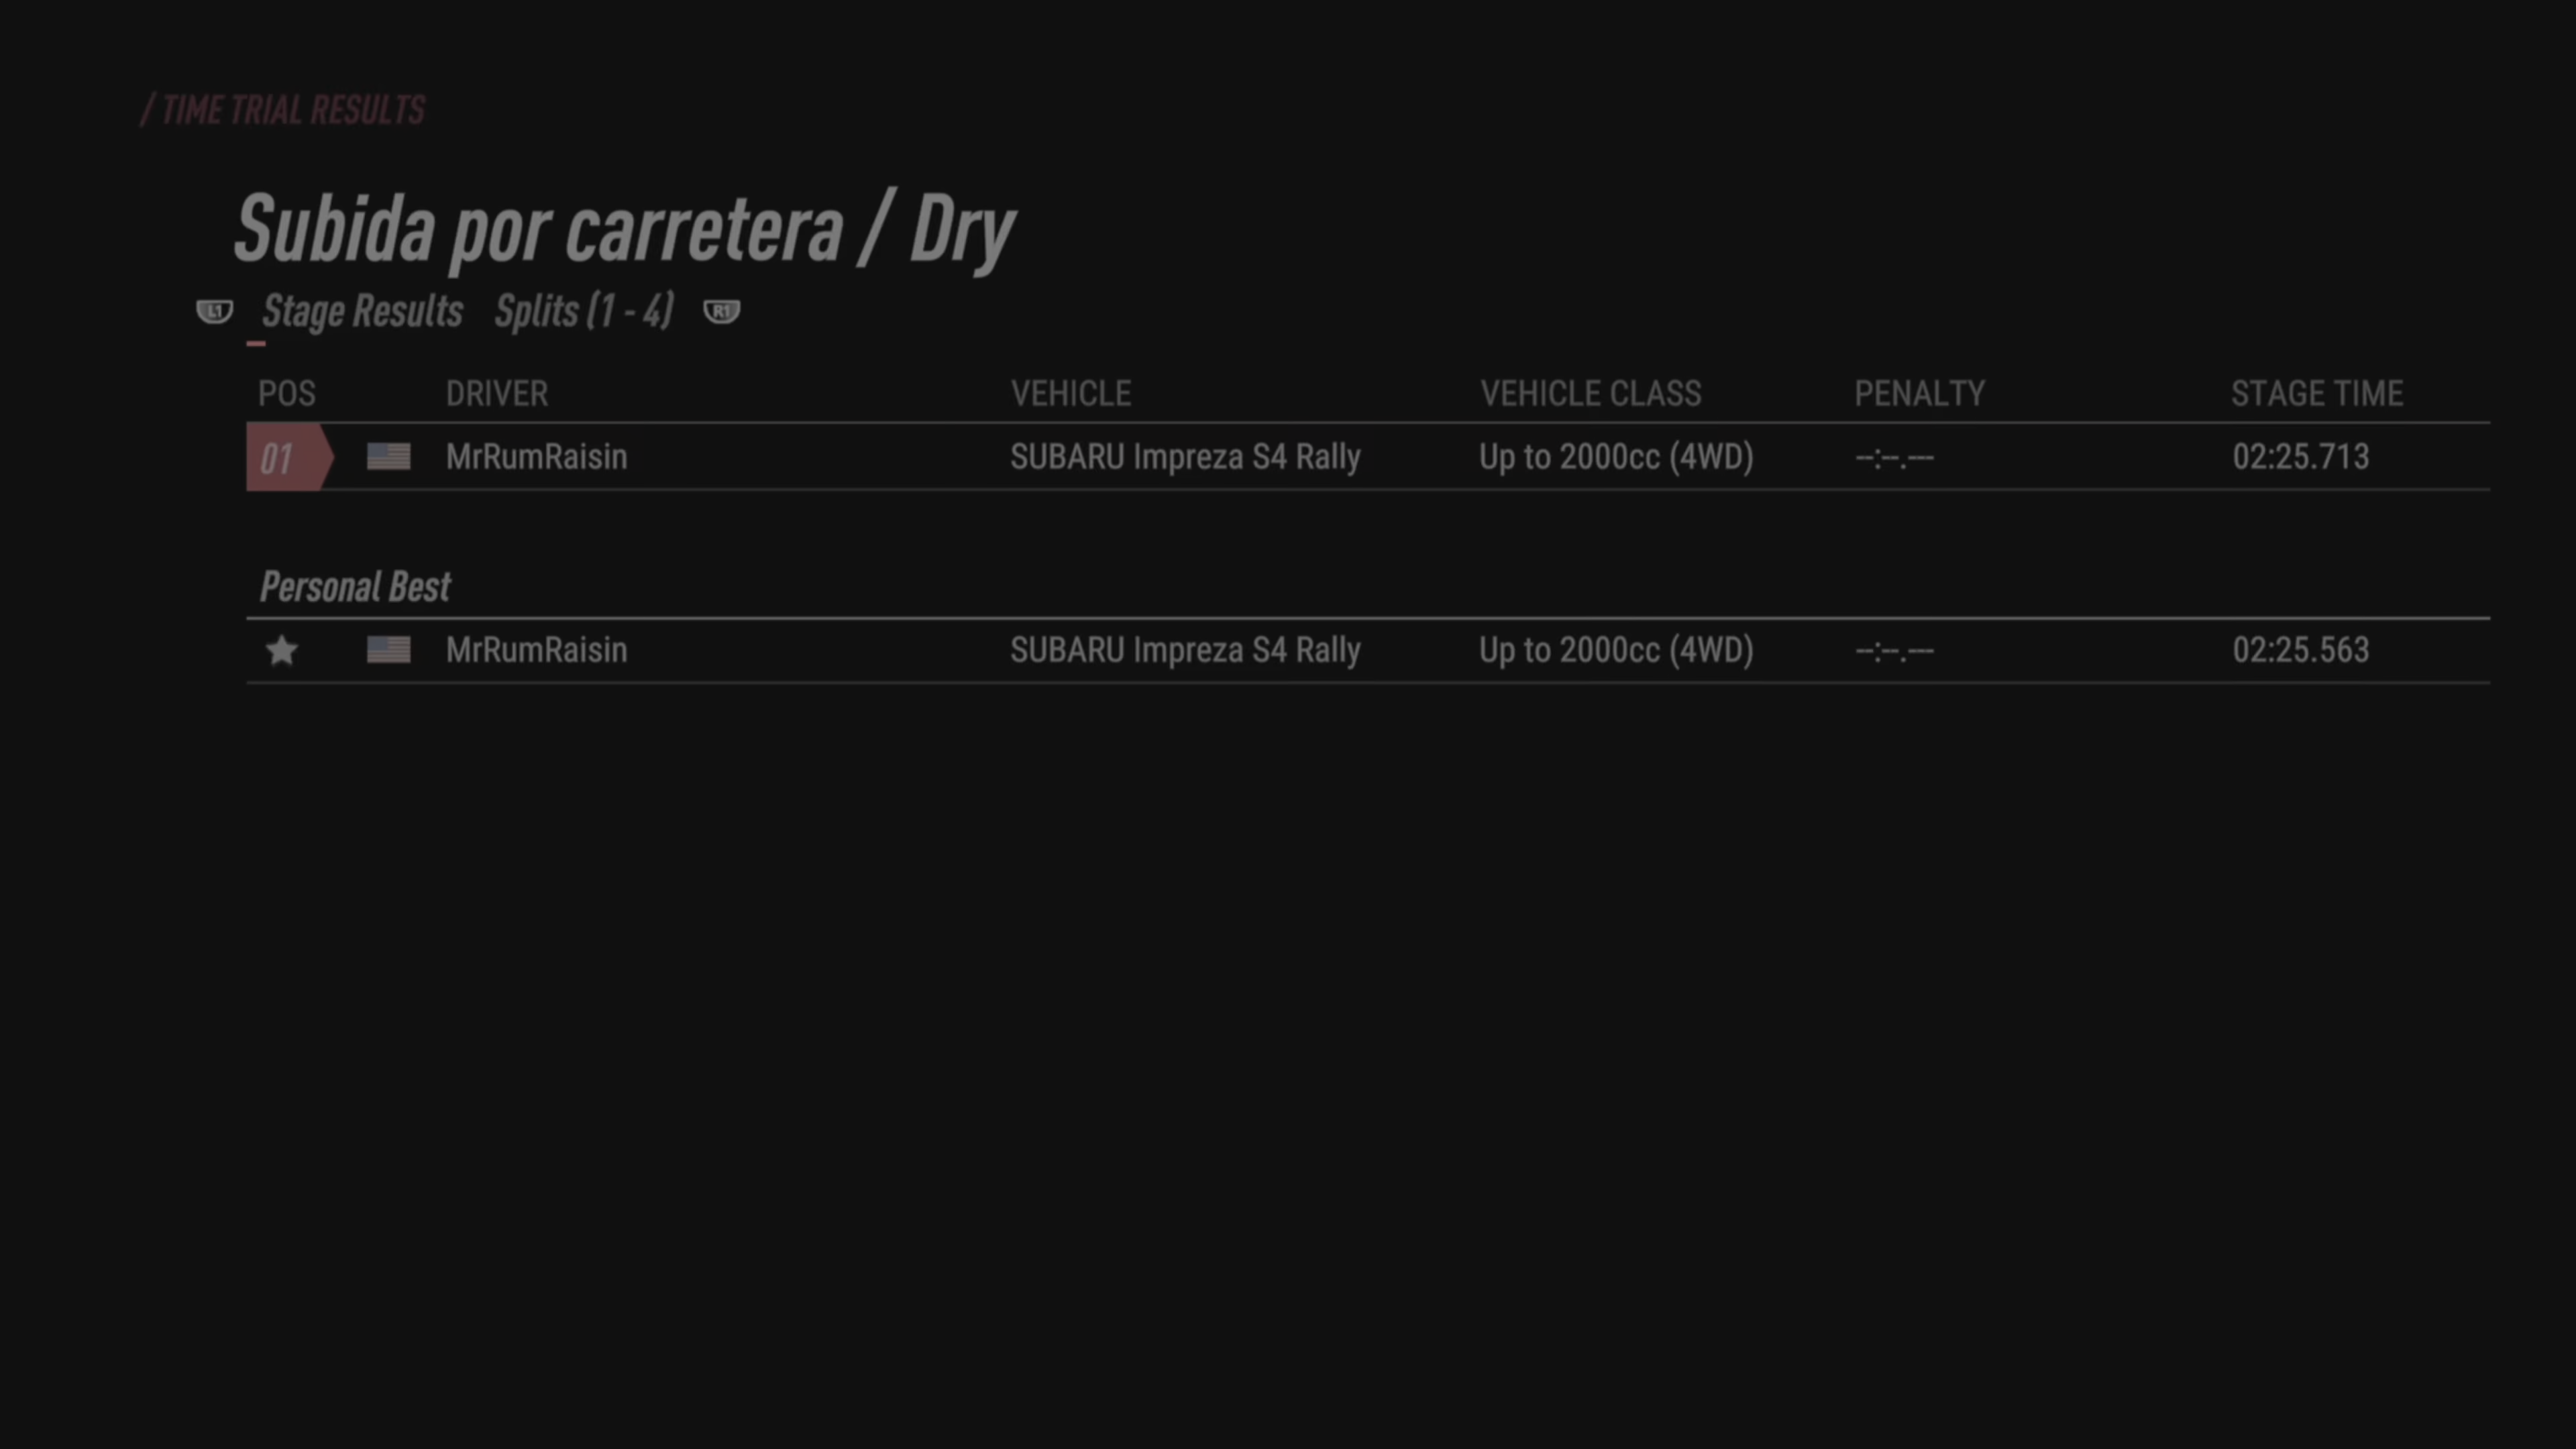 / TIME TRIAL RESULTS
Subida por carretera / Dry
L1 Stage Results Splits (1 - 4) R1
POS DRIVER VEHICLE VEHICLE CLASS PENALTY STAGE TIME
01 MrRumRaisin SUBARU Impreza S4 Rally Up to 2000cc (4WD) --:--.--- 02:25.713
Personal Best
MrRumRaisin SUBARU Impreza S4 Rally Up to 2000cc (4WD) --:--.--- 02:25.563